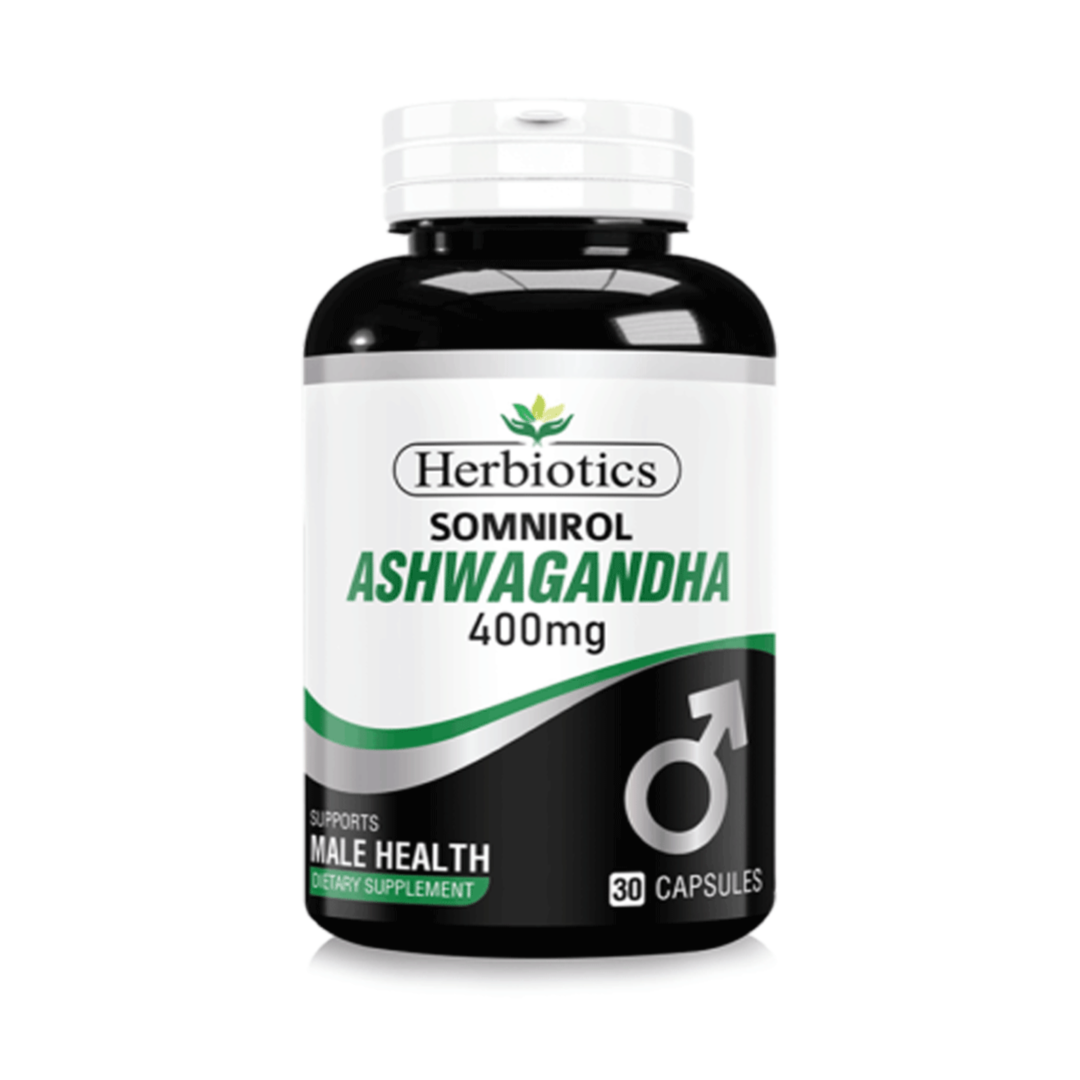 Herbiotics
SOMNIROL
ASHWAGANDHA
400mg
SUPPORTS
MALE HEALTH
DIETARY SUPPLEMENT
30 CAPSULES